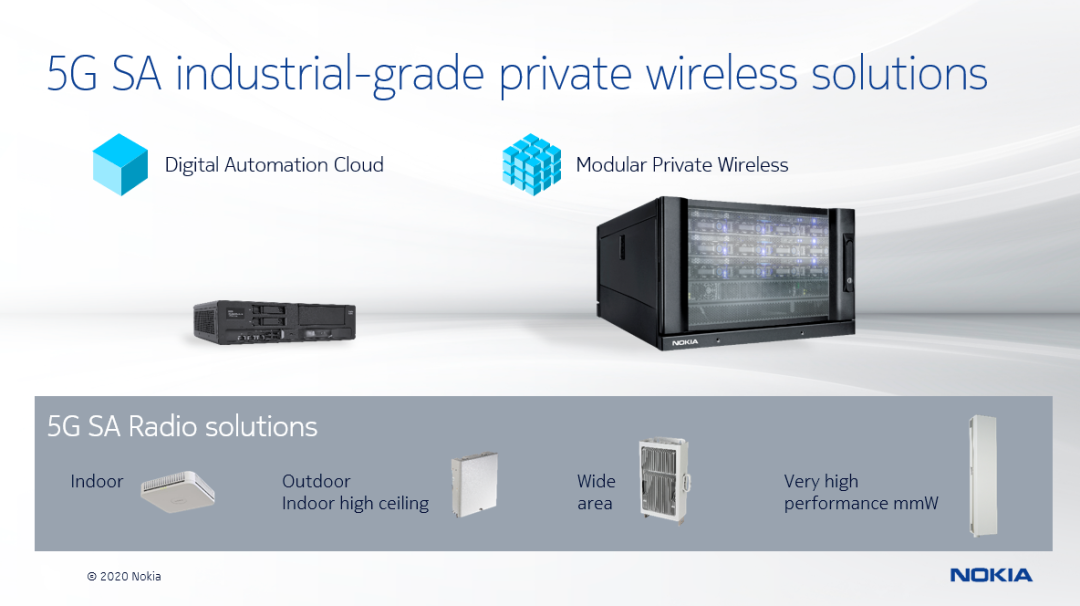 5G SA industrial-grade private wireless solutions
Digital Automation Cloud
Modular Private Wireless
NOKIA
5G SA Radio solutions
Indoor
Outdoor
Indoor high ceiling
Wide
area
Very high
performance mmW
© 2020 Nokia
NOKIA